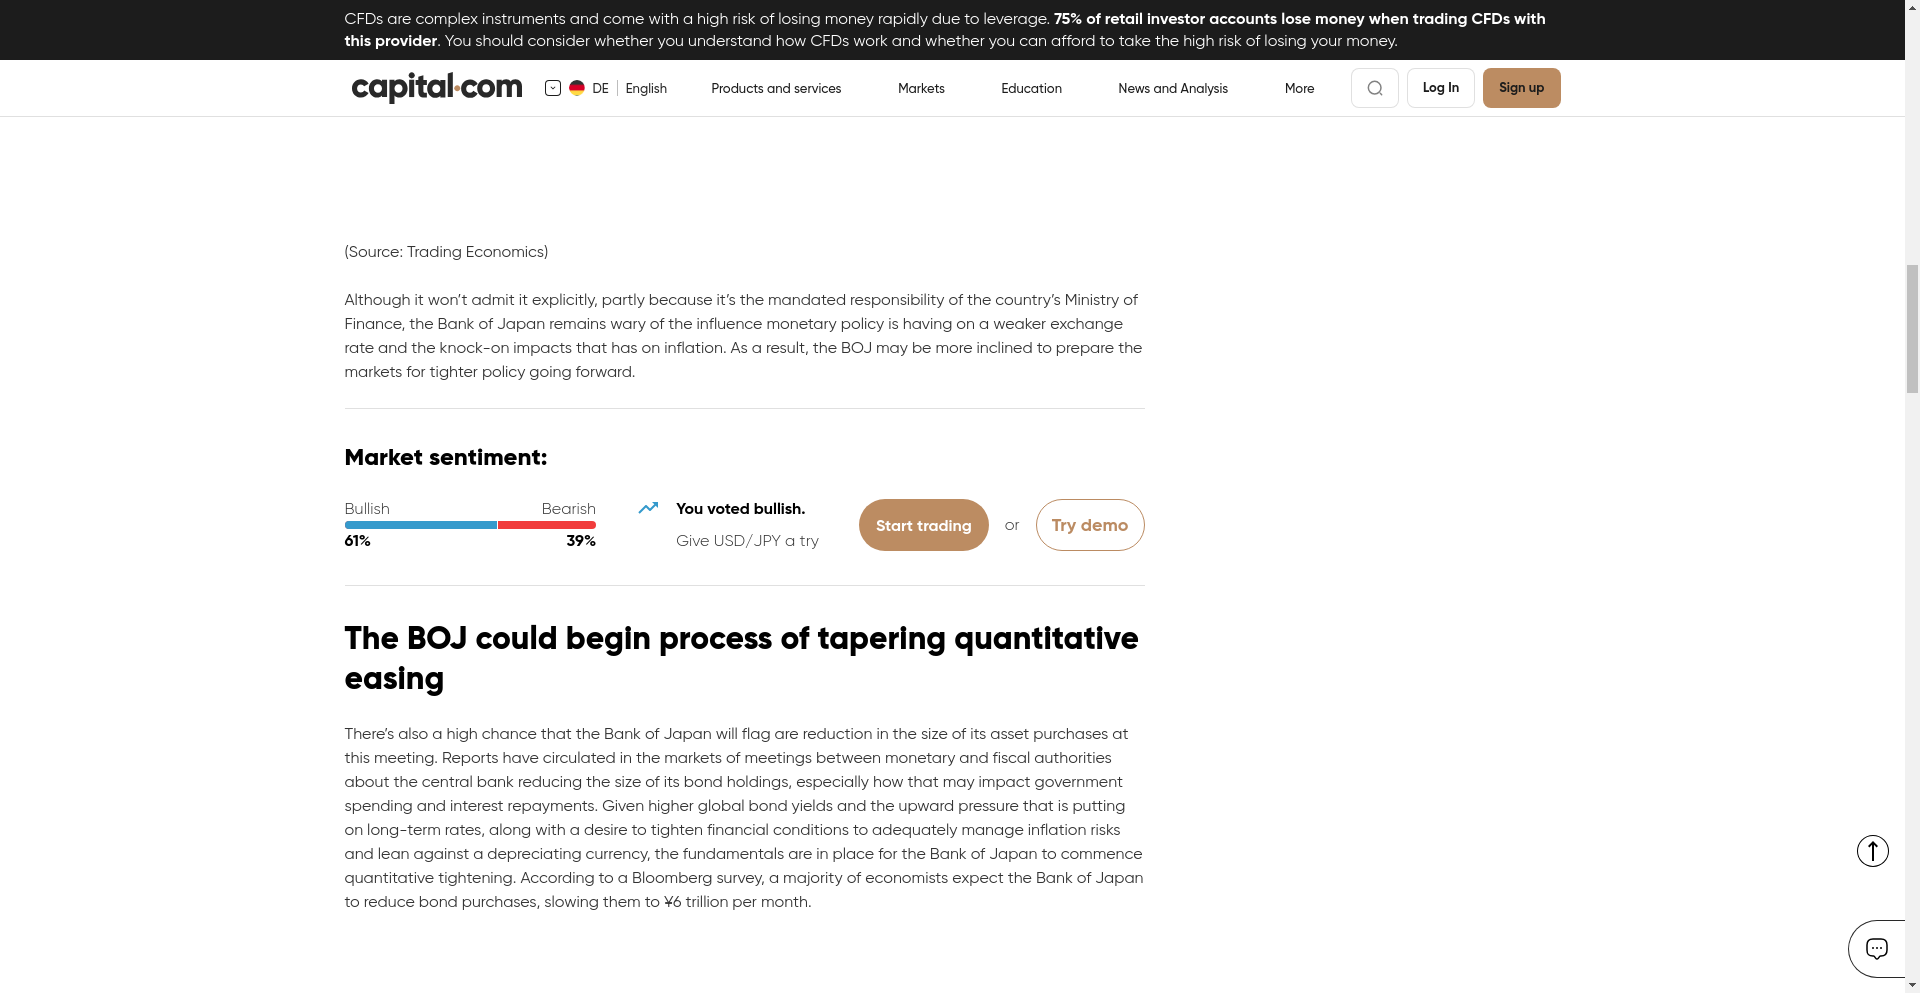 CFDs are complex instruments and come with a high risk of losing money rapidly due to leverage. 75% of retail investor accounts lose money when trading CFDs with
this provider. You should consider whether you understand how CFDs work and whether you can afford to take the high risk of losing your money.
capital.com DE English Products and services Markets Education News and Analysis More Log In Sign up
(Source: Trading Economics)
Although it won’t admit it explicitly, partly because it’s the mandated responsibility of the country’s Ministry of
Finance, the Bank of Japan remains wary of the influence monetary policy is having on a weaker exchange
rate and the knock-on impacts that has on inflation. As a result, the BOJ may be more inclined to prepare the
markets for tighter policy going forward.
Market sentiment:
Bullish Bearish
61% 39%
You voted bullish.
Give USD/JPY a try
Start trading or Try demo
The BOJ could begin process of tapering quantitative
easing
There’s also a high chance that the Bank of Japan will flag are reduction in the size of its asset purchases at
this meeting. Reports have circulated in the markets of meetings between monetary and fiscal authorities
about the central bank reducing the size of its bond holdings, especially how that may impact government
spending and interest repayments. Given higher global bond yields and the upward pressure that is putting
on long-term rates, along with a desire to tighten financial conditions to adequately manage inflation risks
and lean against a depreciating currency, the fundamentals are in place for the Bank of Japan to commence
quantitative tightening. According to a Bloomberg survey, a majority of economists expect the Bank of Japan
to reduce bond purchases, slowing them to ¥6 trillion per month.